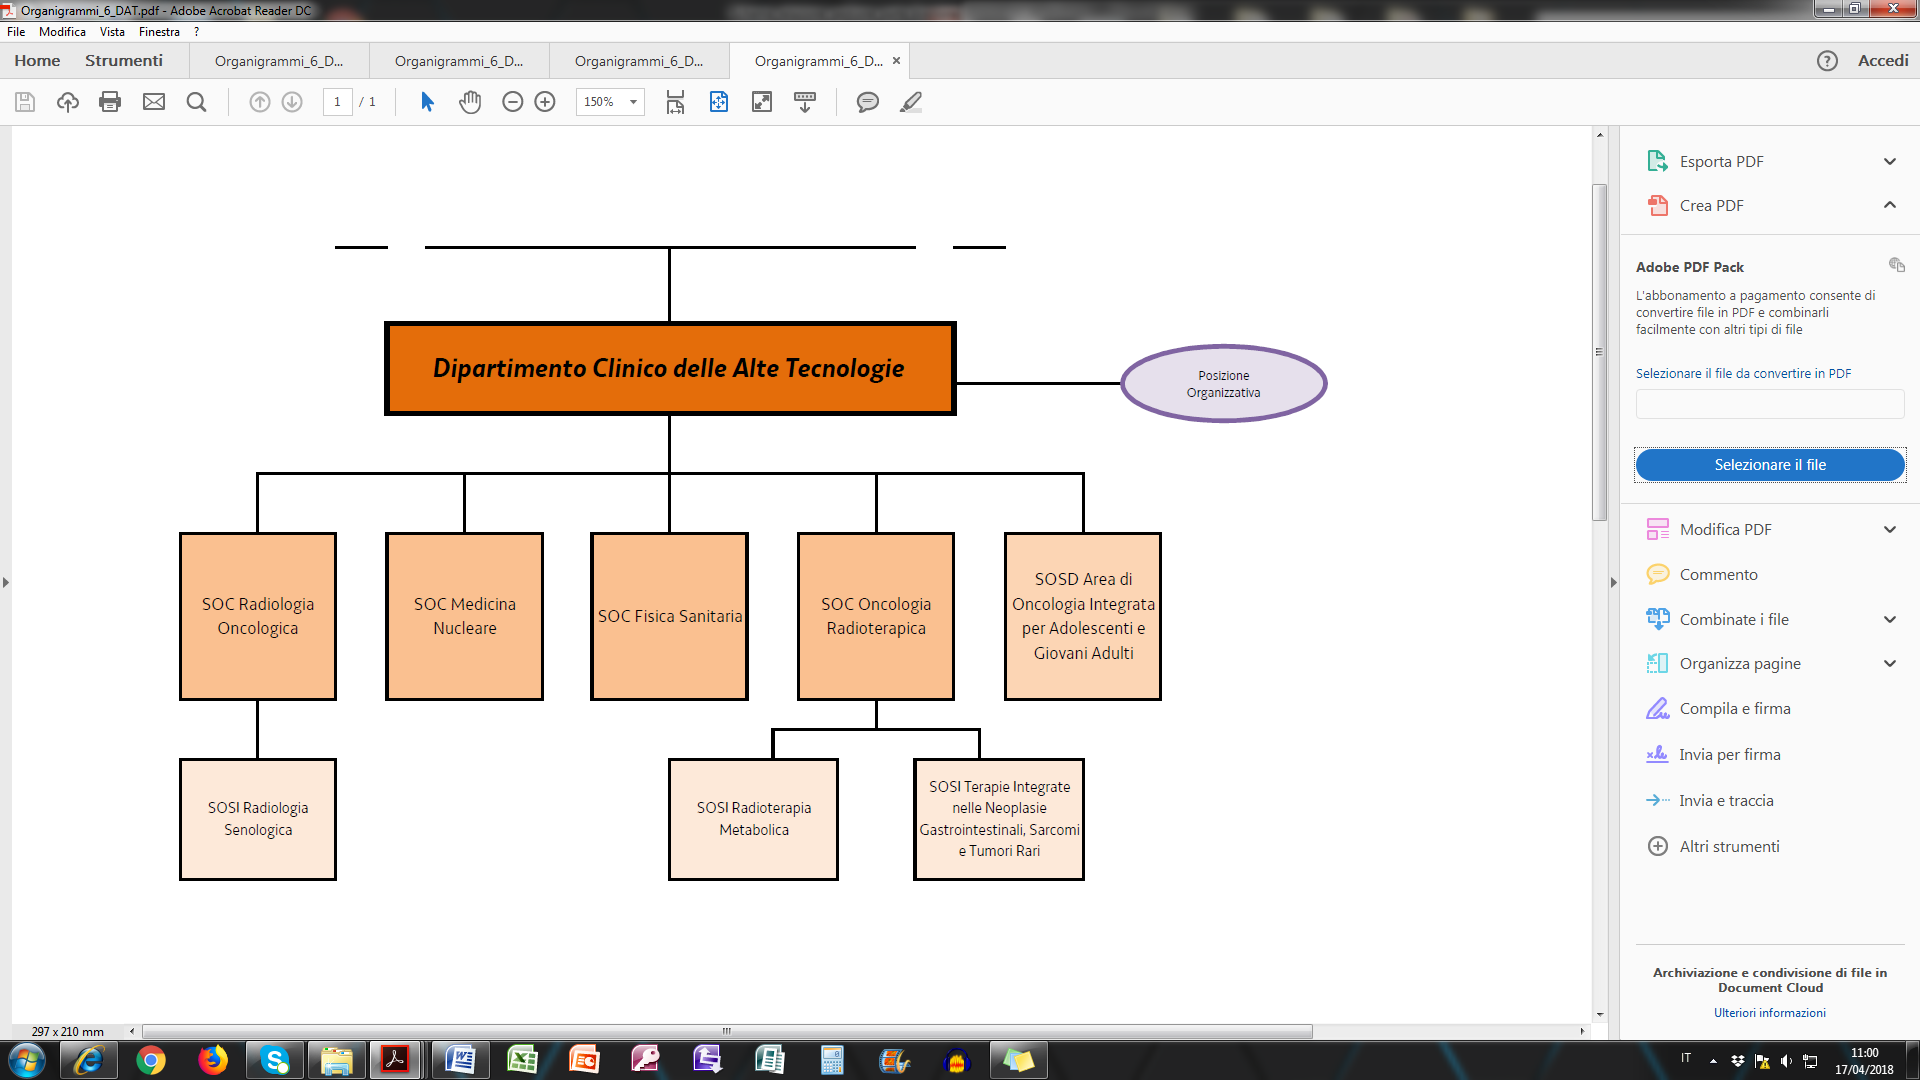 Organigrammi_6_DAT.pdf - Adobe Acrobat Reader DC
File Modifica Vista Finestra ?
Home Strumenti Organigrammi_6_D... Organigrammi_6_D... Organigrammi_6_D... Organigrammi_6_D... × ? Accedi
1 / 1 150%
Dipartimento Clinico delle Alte Tecnologie
Posizione
Organizzativa
SOC Radiologia
Oncologica
SOC Medicina
Nucleare
SOC Fisica Sanitaria
SOC Oncologia
Radioterapica
SOSD Area di
Oncologia Integrata
per Adolescenti e
Giovani Adulti
SOSI Radiologia
Senologica
SOSI Radioterapia
Metabolica
SOSI Terapie Integrate
nelle Neoplasie
Gastrointestinali, Sarcomi
e Tumori Rari
Esporta PDF
Crea PDF
Adobe PDF Pack
L'abbonamento a pagamento consente di
convertire file in PDF e combinarli
facilmente con altri tipi di file
Selezionare il file da convertire in PDF
Selezionare il file
Modifica PDF
Commento
Combinate i file
Organizza pagine
Compila e firma
Invia per firma
Invia e traccia
Altri strumenti
Archiviazione e condivisione di file in
Document Cloud
Ulteriori informazioni
297 x 210 mm
IT
11:00
17/04/2018